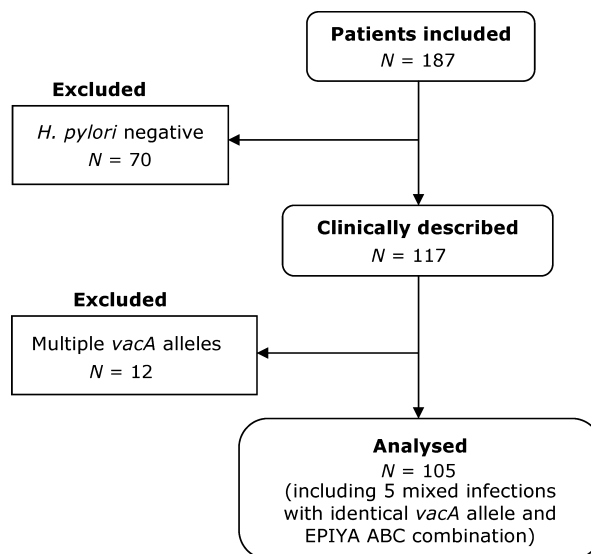 Patients included
N = 187
Excluded
H. pylori negative
N = 70
Clinically described
N = 117
Excluded
Multiple vacA alleles
N = 12
Analysed
N = 105
(including 5 mixed infections
with identical vacA allele and
EPIYA ABC combination)